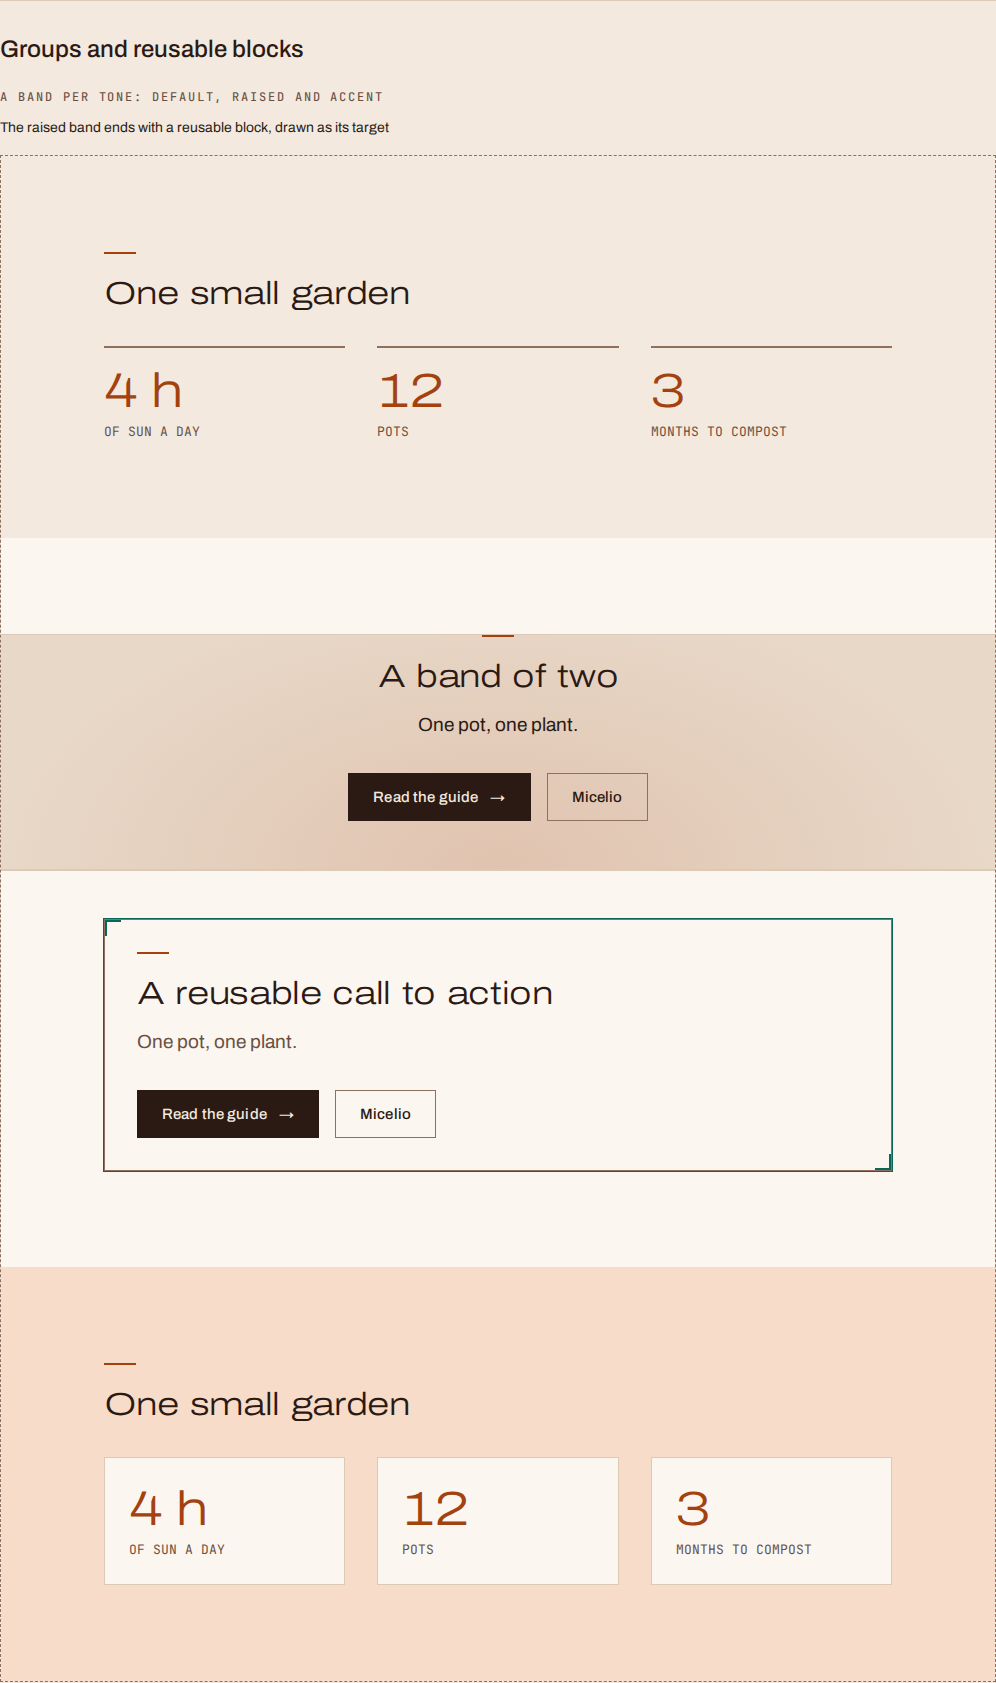 Groups and reusable blocks
A BAND PER TONE: DEFAULT, RAISED AND ACCENT
The raised band ends with a reusable block, drawn as its target
One small garden
4 h
OF SUN A DAY
12
POTS
3
MONTHS TO COMPOST
A band of two
One pot, one plant.
Read the guide →
Micelio
A reusable call to action
One pot, one plant.
Read the guide →
Micelio
One small garden
4 h
OF SUN A DAY
12
POTS
3
MONTHS TO COMPOST